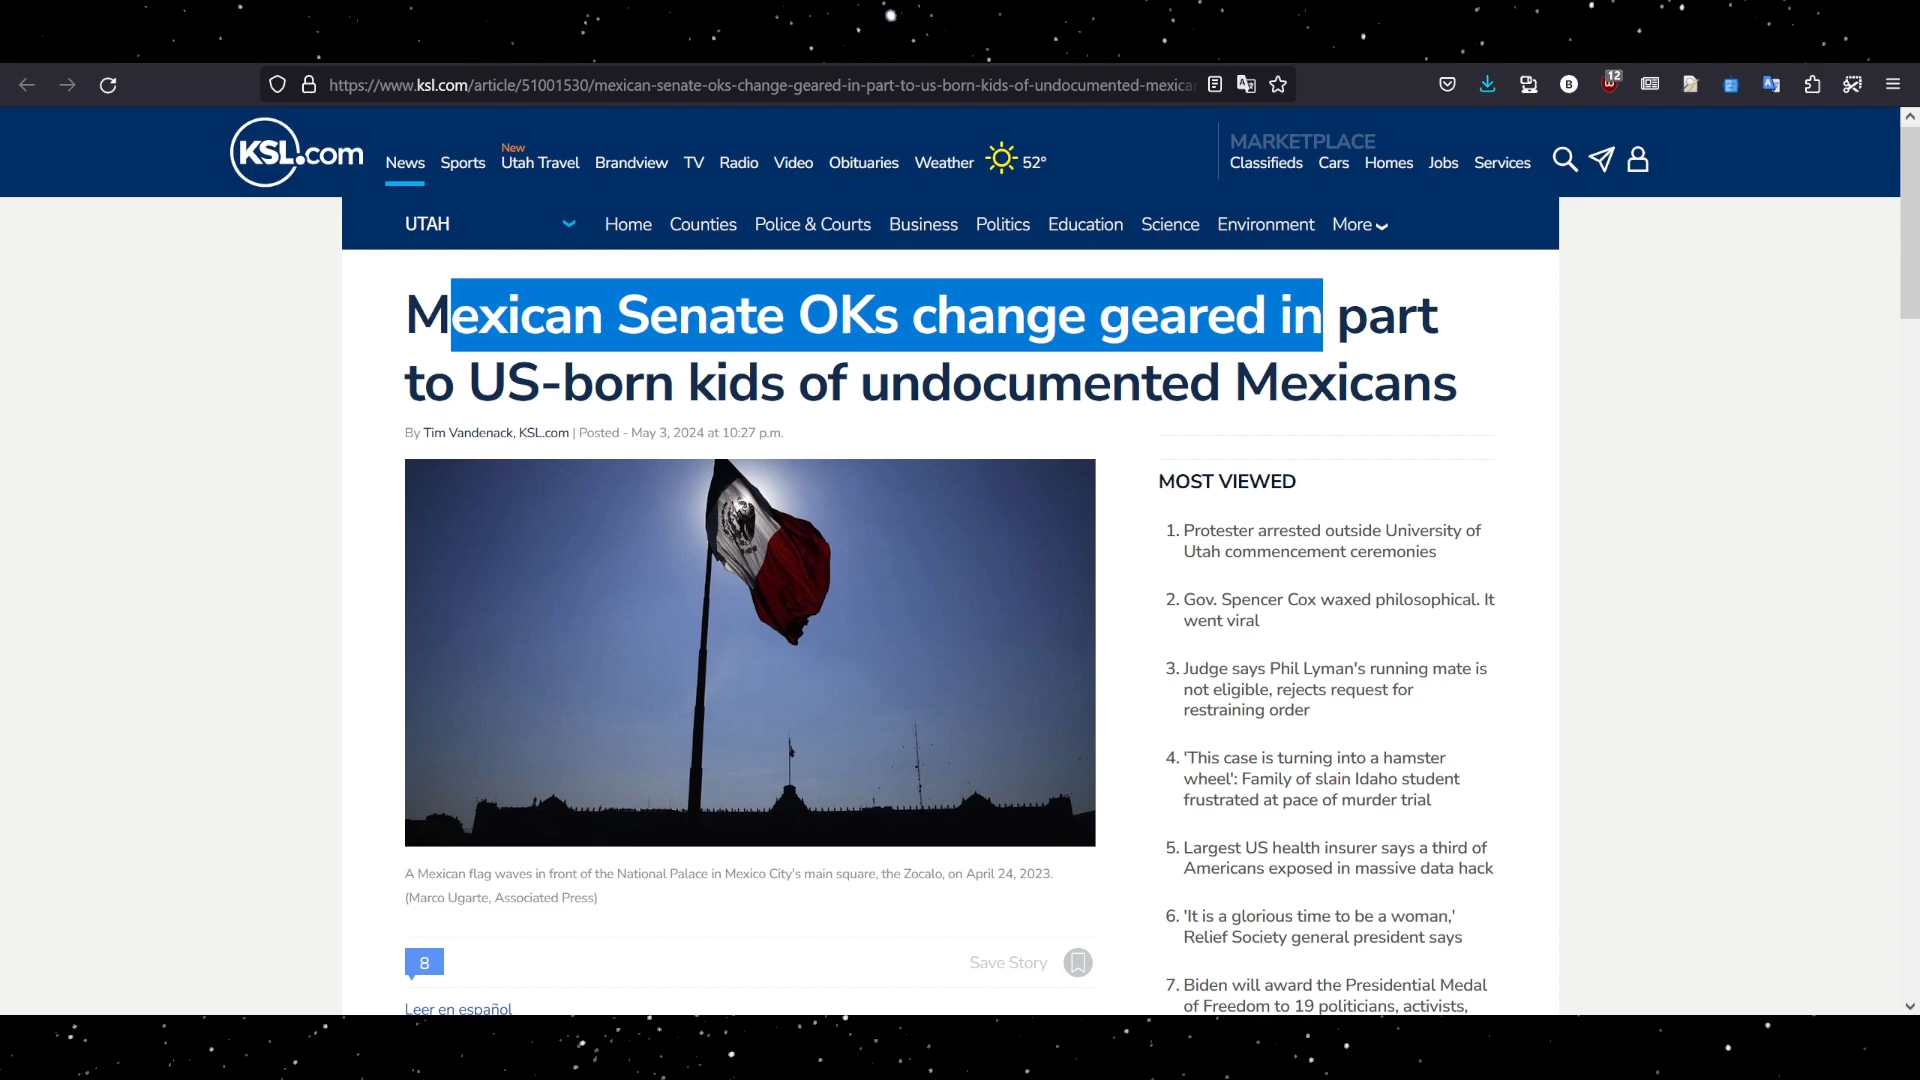 https://www.ksl.com/article/51001530/mexican-senate-oks-change-geared-in-part-to-us-born-kids-of-undocumented-mexica
12
KSL.com
News Sports New Utah Travel Brandview TV Radio Video Obituaries Weather 52°
MARKETPLACE
Classifieds Cars Homes Jobs Services
UTAH Home Counties Police & Courts Business Politics Education Science Environment More
Mexican Senate OKs change geared in part
to US-born kids of undocumented Mexicans
By Tim Vandenack, KSL.com | Posted - May 3, 2024 at 10:27 p.m.
A Mexican flag waves in front of the National Palace in Mexico City's main square, the Zocalo, on April 24, 2023.
(Marco Ugarte, Associated Press)
8
Save Story
Leer en español
MOST VIEWED
1. Protester arrested outside University of
Utah commencement ceremonies
2. Gov. Spencer Cox waxed philosophical. It
went viral
3. Judge says Phil Lyman's running mate is
not eligible, rejects request for
restraining order
4. 'This case is turning into a hamster
wheel': Family of slain Idaho student
frustrated at pace of murder trial
5. Largest US health insurer says a third of
Americans exposed in massive data hack
6. 'It is a glorious time to be a woman,'
Relief Society general president says
7. Biden will award the Presidential Medal
of Freedom to 19 politicians, activists,